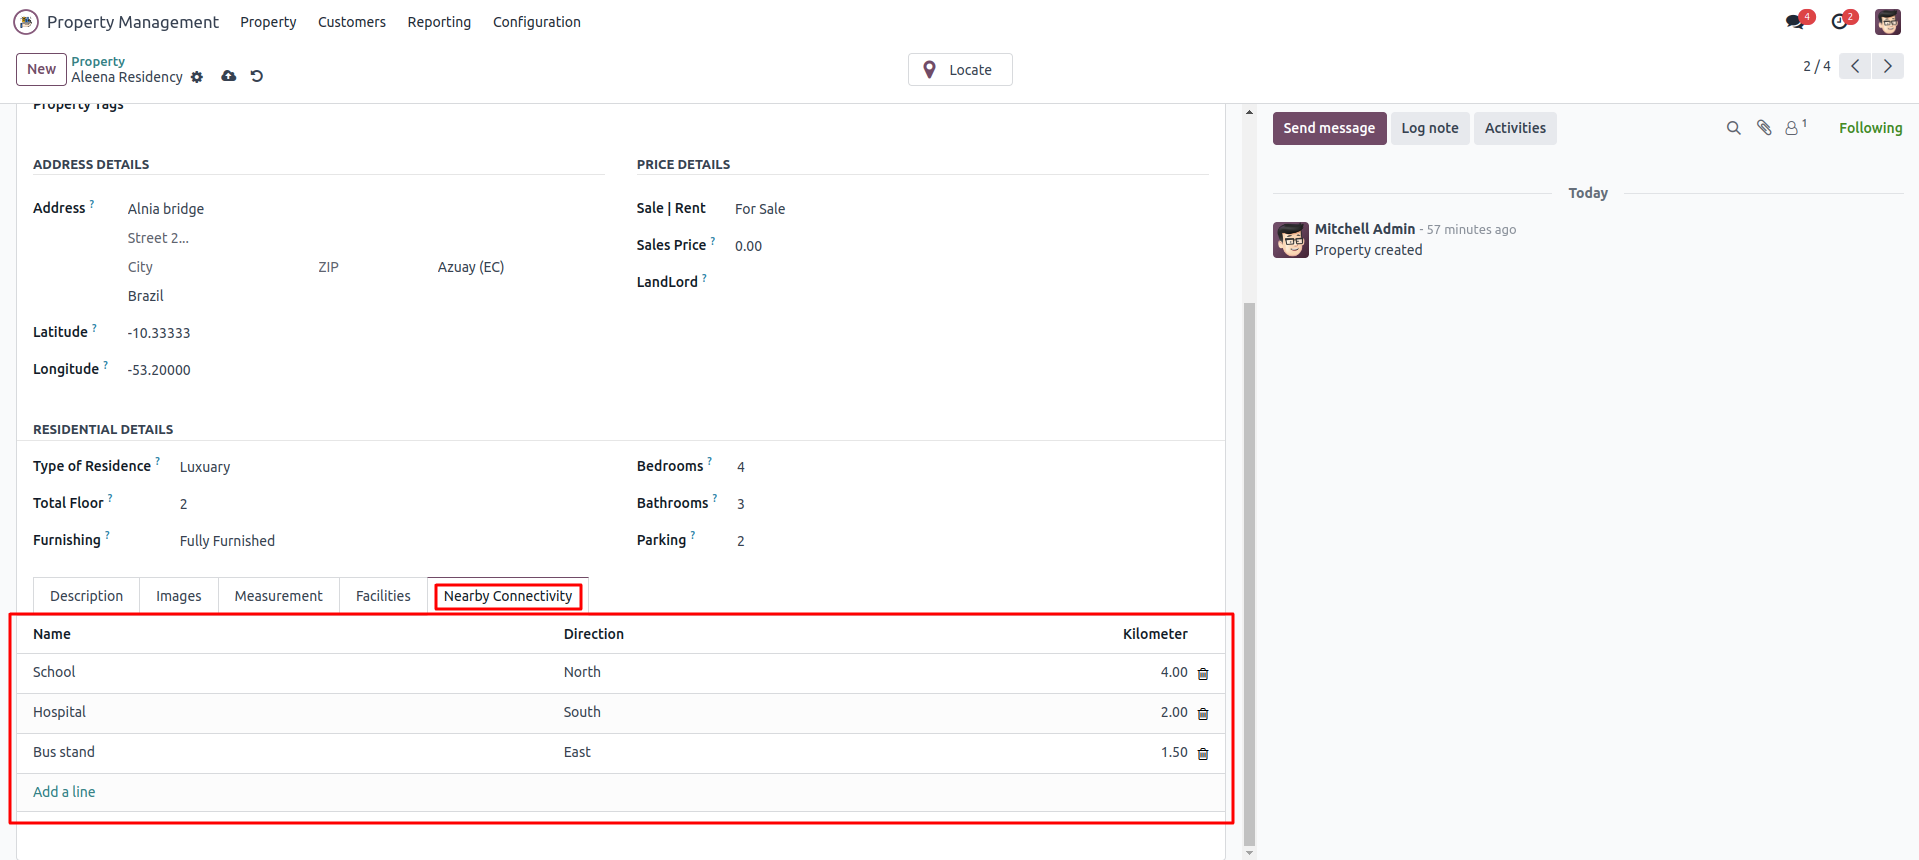 Property Management Property Customers Reporting Configuration 4 2
New Property
Aleena Residency
Locate
2 / 4
Property Tags
Send message Log note Activities 1 Following
ADDRESS DETAILS PRICE DETAILS
Today
Address ? Alnia bridge Sale | Rent For Sale
Street 2...
Mitchell Admin - 57 minutes ago
Property created
Sales Price ? 0.00
City ZIP Azuay (EC)
LandLord ?
Brazil
Latitude ? -10.33333
Longitude ? -53.20000
RESIDENTIAL DETAILS
Type of Residence ? Luxuary Bedrooms ? 4
Total Floor ? 2 Bathrooms ? 3
Furnishing ? Fully Furnished Parking ? 2
Description Images Measurement Facilities Nearby Connectivity
Name Direction Kilometer
School North 4.00
Hospital South 2.00
Bus stand East 1.50
Add a line